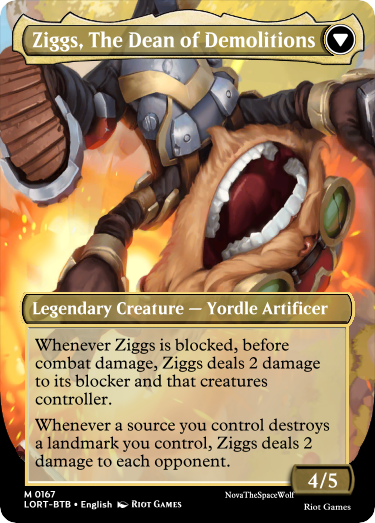 Ziggs, The Dean of Demolitions
Legendary Creature — Yordle Artificer
Whenever Ziggs is blocked, before
combat damage, Ziggs deals 2 damage
to its blocker and that creatures
controller.
Whenever a source you control destroys
a landmark you control, Ziggs deals 2
damage to each opponent.
4/5
M 0167
LORT-BTB • English Riot Games
NovaTheSpaceWolf
Riot Games